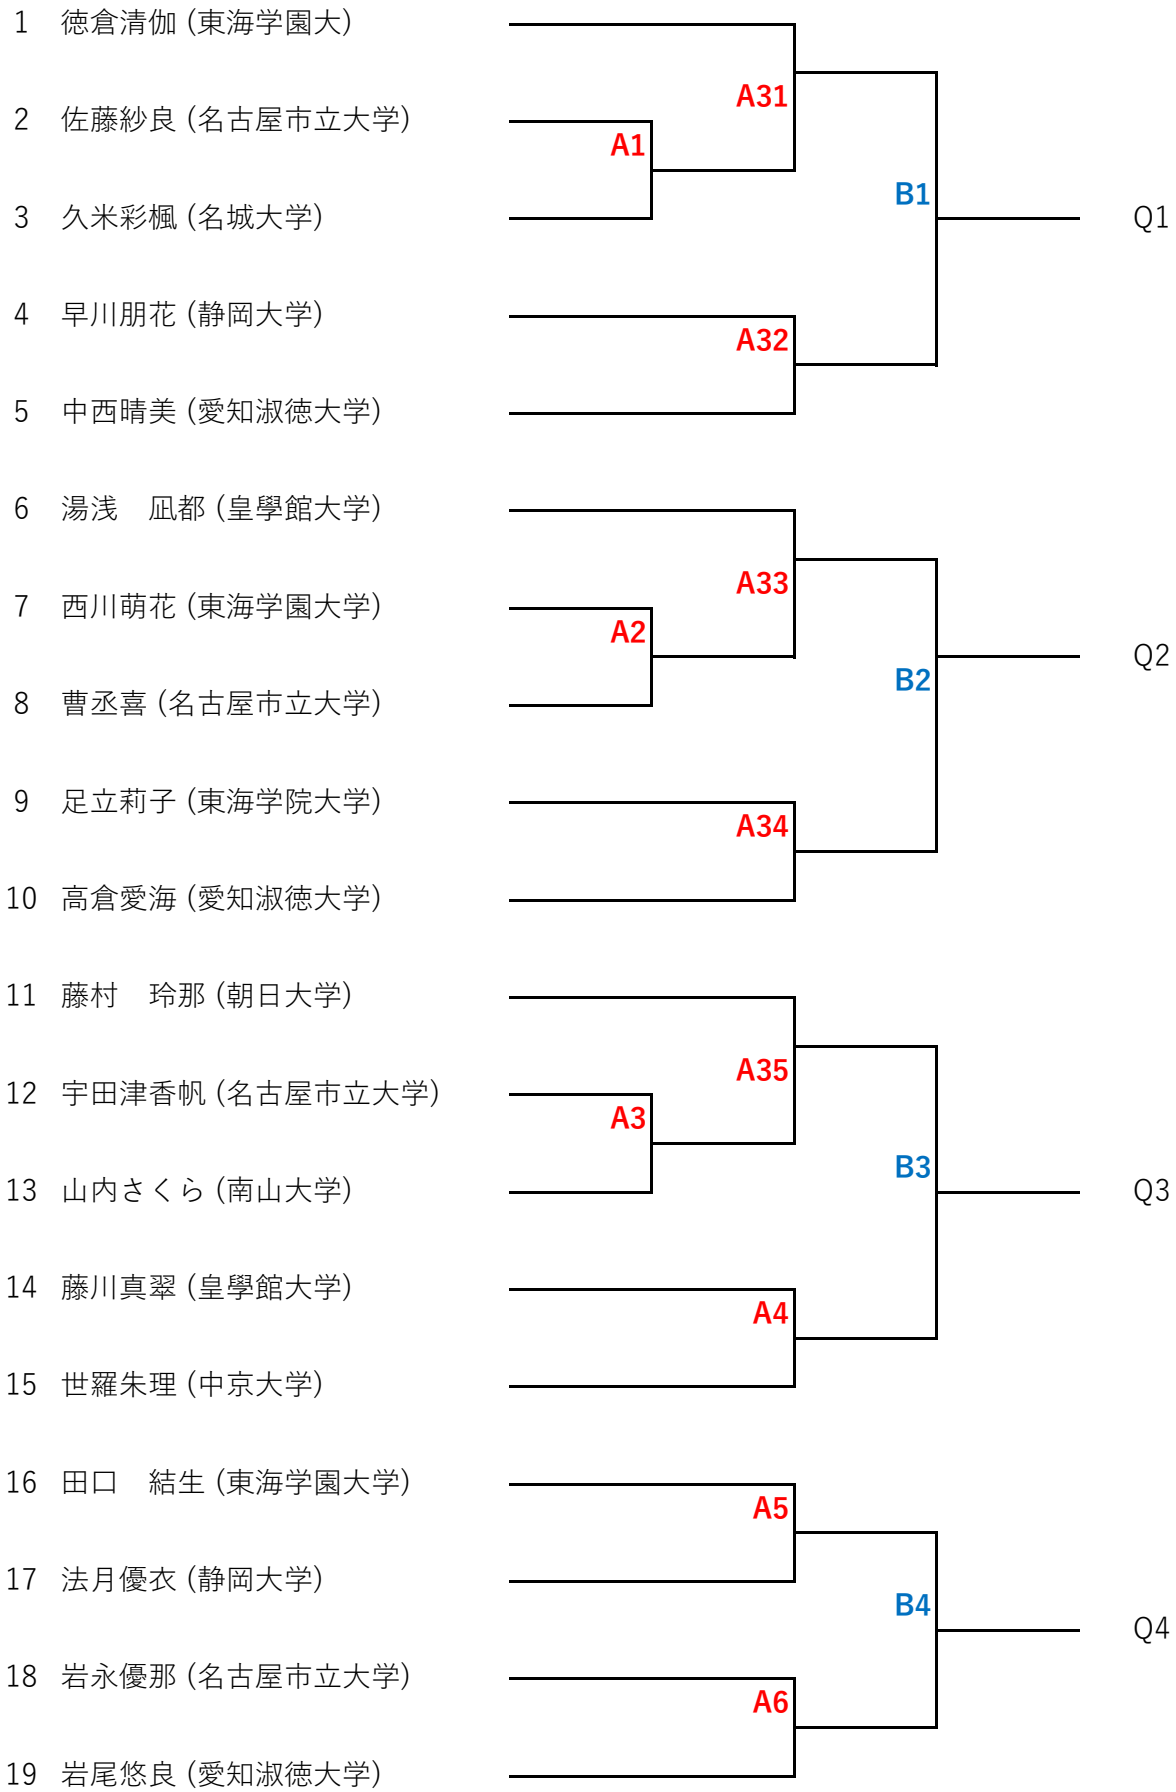 1 徳倉清伽 (東海学園大)
A31
2 佐藤紗良 (名古屋市立大学)
A1
B1
3 久米彩楓 (名城大学)
Q1
4 早川朋花 (静岡大学)
A32
5 中西晴美 (愛知淑徳大学)
6 湯浅　凪都 (皇學館大学)
A33
7 西川萌花 (東海学園大学)
A2
Q2
B2
8 曹丞喜 (名古屋市立大学)
9 足立莉子 (東海学院大学)
A34
10 高倉愛海 (愛知淑徳大学)
11 藤村　玲那 (朝日大学)
A35
12 宇田津香帆 (名古屋市立大学)
A3
B3
13 山内さくら (南山大学)
Q3
14 藤川真翠 (皇學館大学)
A4
15 世羅朱理 (中京大学)
16 田口　結生 (東海学園大学)
A5
17 法月優衣 (静岡大学)
B4
Q4
18 岩永優那 (名古屋市立大学)
A6
19 岩尾悠良 (愛知淑徳大学)